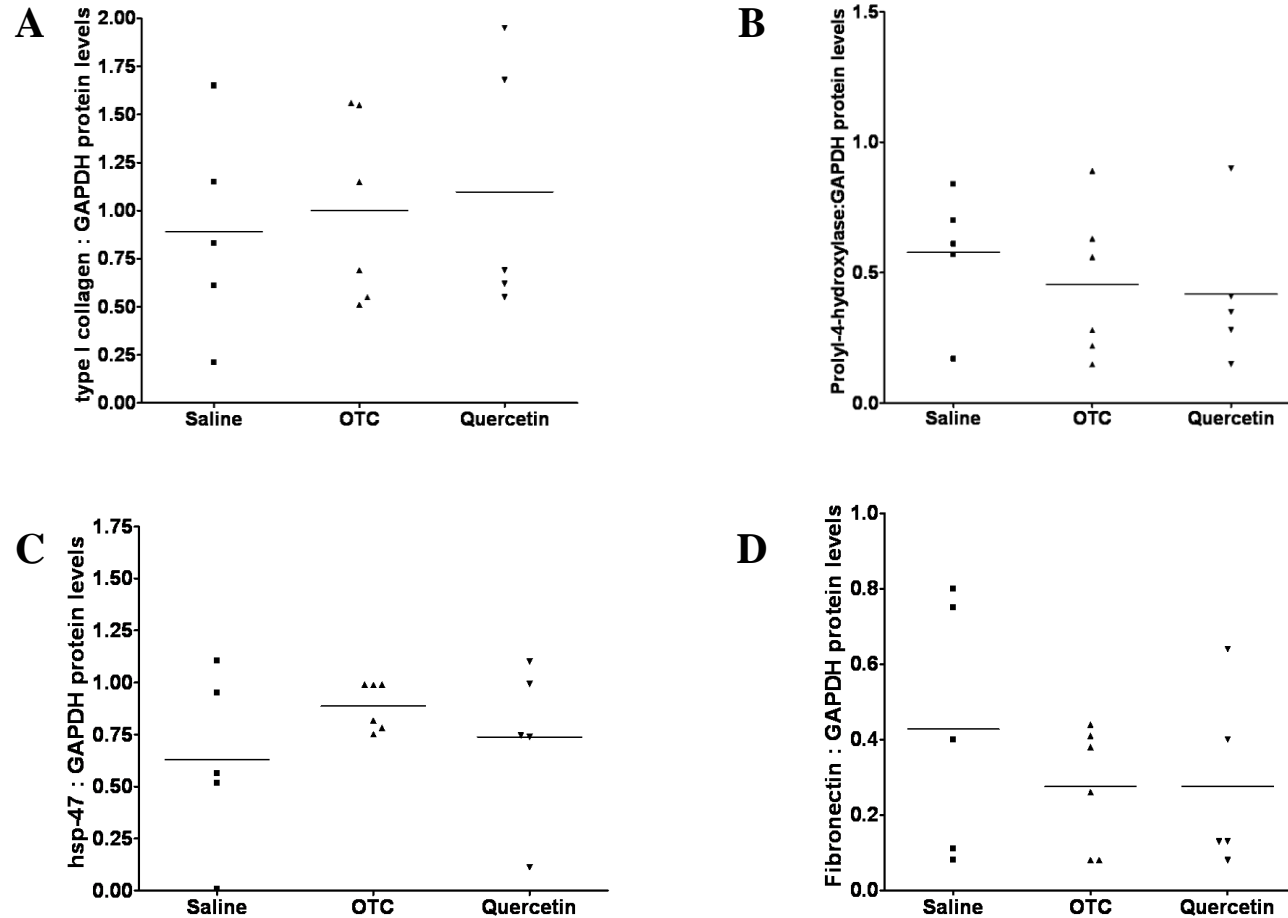 A
type I collagen : GAPDH protein levels
2.00
1.75
1.50
1.25
1.00
0.75
0.50
0.25
0.00
Saline OTC Quercetin
B
Prolyl-4-hydroxylase:GAPDH protein levels
1.5
1.0
0.5
0.0
Saline OTC Quercetin
C
hsp-47 : GAPDH protein levels
1.75
1.50
1.25
1.00
0.75
0.50
0.25
0.00
Saline OTC Quercetin
D
Fibronectin : GAPDH protein levels
1.0
0.8
0.6
0.4
0.2
0.0
Saline OTC Quercetin